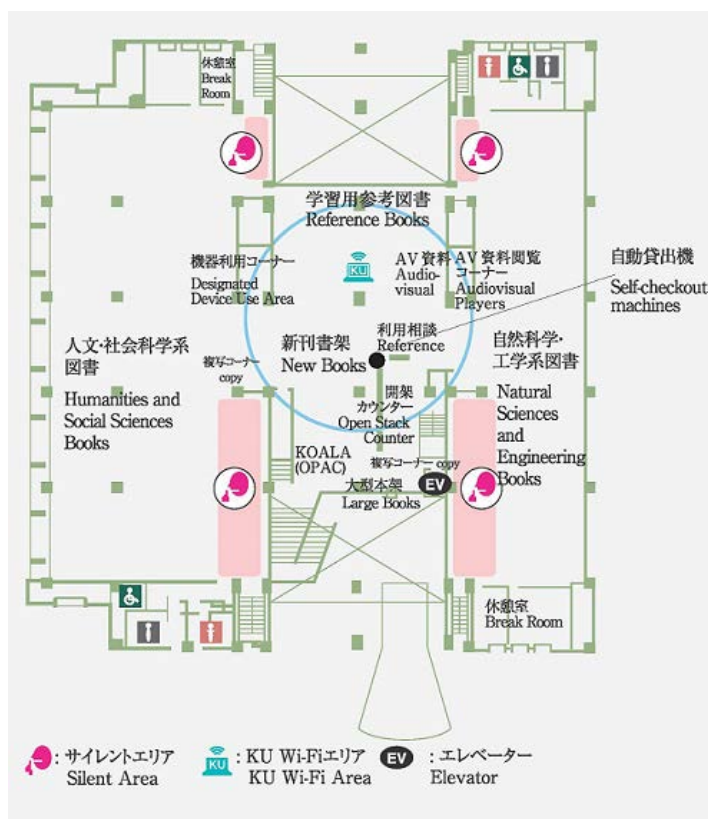 休憩室
Break
Room
学習用参考図書
Reference Books
機器利用コーナー
Designated
Device Use Area
KU
AV 資料
Audio-
visual
AV 資料閲覧
コーナー
Audiovisual
Players
自動貸出機
Self-checkout
machines
利用相談
Reference
新刊書架
New Books
人文・社会科学系
図書
Humanities and
Social Sciences
Books
複写コーナー
copy
自然科学・
工学系図書
Natural
Sciences
and
Engineering
Books
開架
カウンター
Open Stack
Counter
KOALA
(OPAC)
複写コーナー copy
大型本架
Large Books
EV
休憩室
Break Room
: サイレントエリア
Silent Area
KU
: KU Wi-Fiエリア
KU Wi-Fi Area
EV
: エレベーター
Elevator